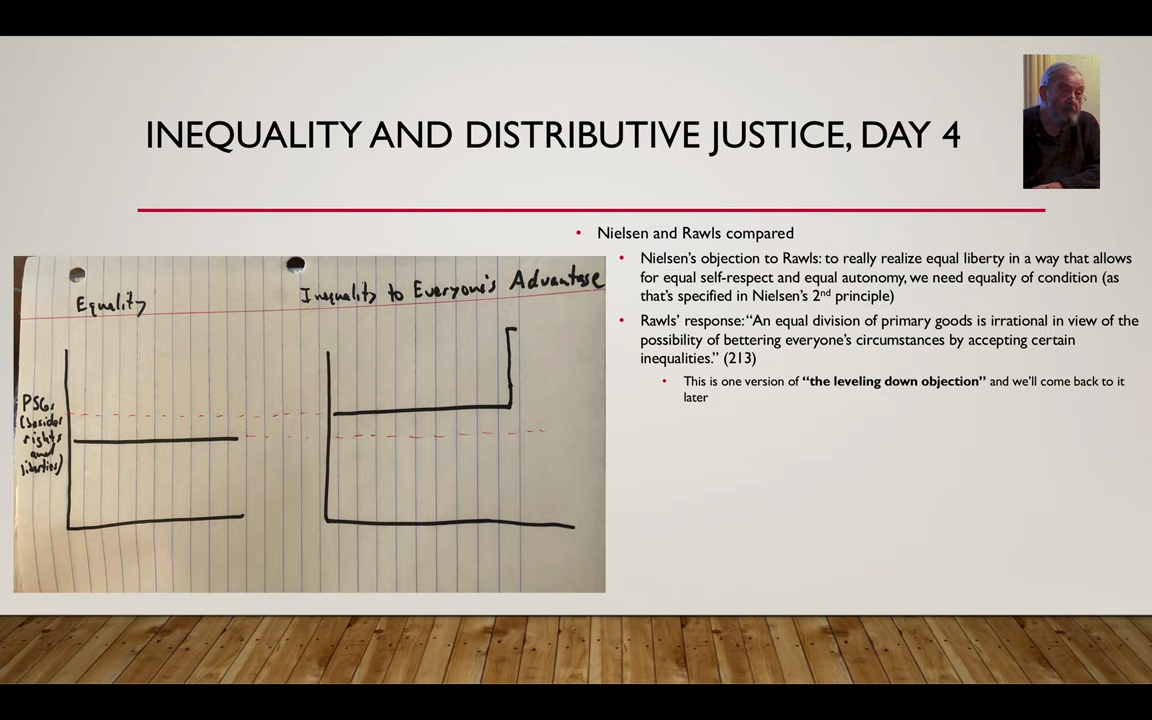 INEQUALITY AND DISTRIBUTIVE JUSTICE, DAY 4
Equality
Inequality to Everyone's Advantage
PSGs
(besides
rights
and
liberties)
• Nielsen and Rawls compared
• Nielsen's objection to Rawls: to really realize equal liberty in a way that allows
for equal self-respect and equal autonomy, we need equality of condition (as
that's specified in Nielsen's 2nd principle)
• Rawls' response: “An equal division of primary goods is irrational in view of the
possibility of bettering everyone's circumstances by accepting certain
inequalities.” (213)
• This is one version of “the leveling down objection” and we'll come back to it
later